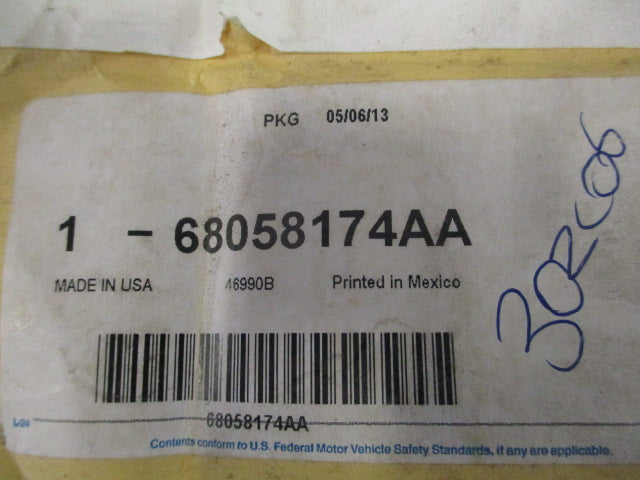 PKG 05/06/13
1 - 68058174AA
MADE IN USA 46990B Printed in Mexico
68058174AA
Contents conform to U.S. Federal Motor Vehicle Safety Standards, if any are applicable.